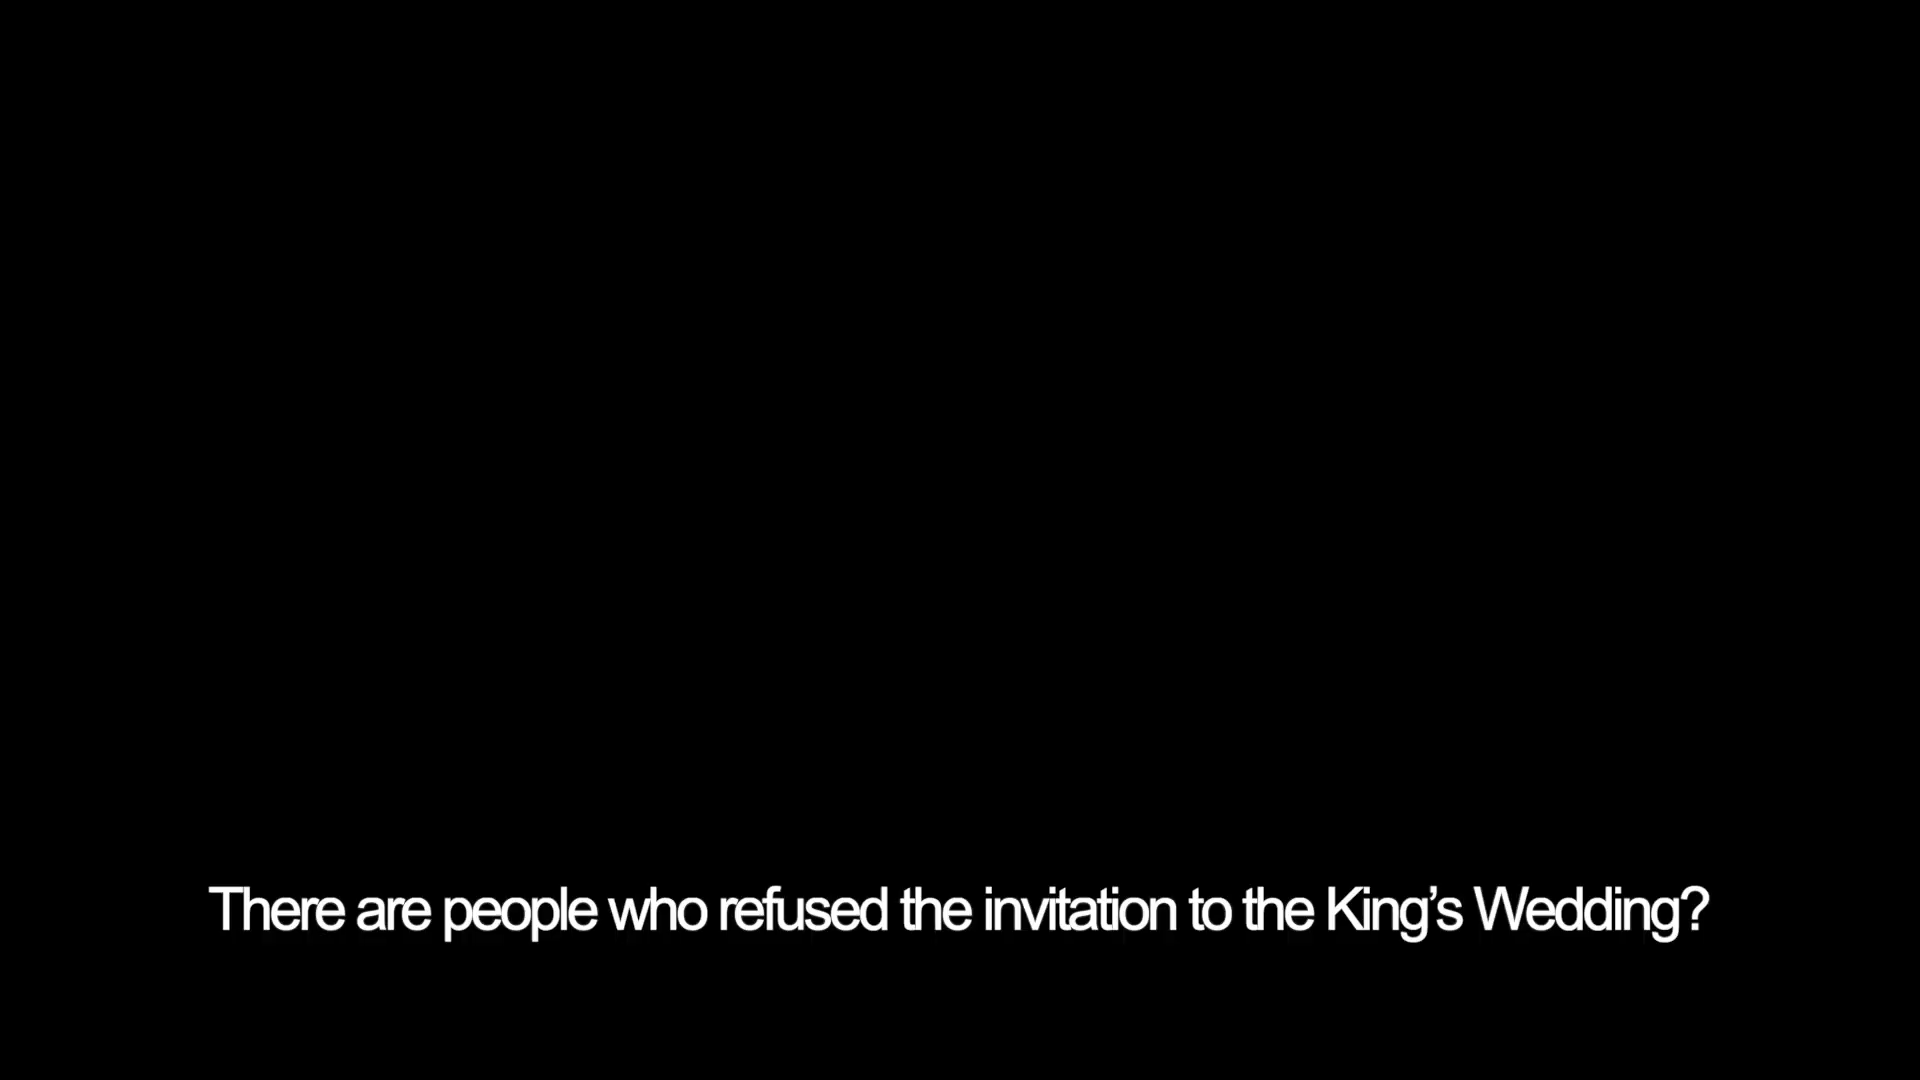 There are people who refused the invitation to the King’s Wedding?